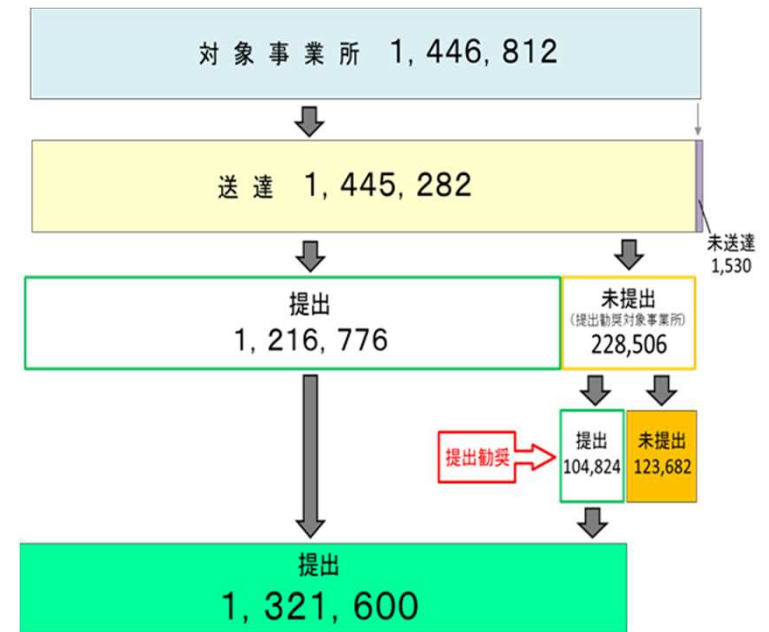 対象事業所 1,446,812
送達 1,445,282
未送達
1,530
提出
1,216,776
未提出
(提出勧奨対象事業所)
228,506
提出勧奨
提出
104,824
未提出
123,682
提出
1,321,600